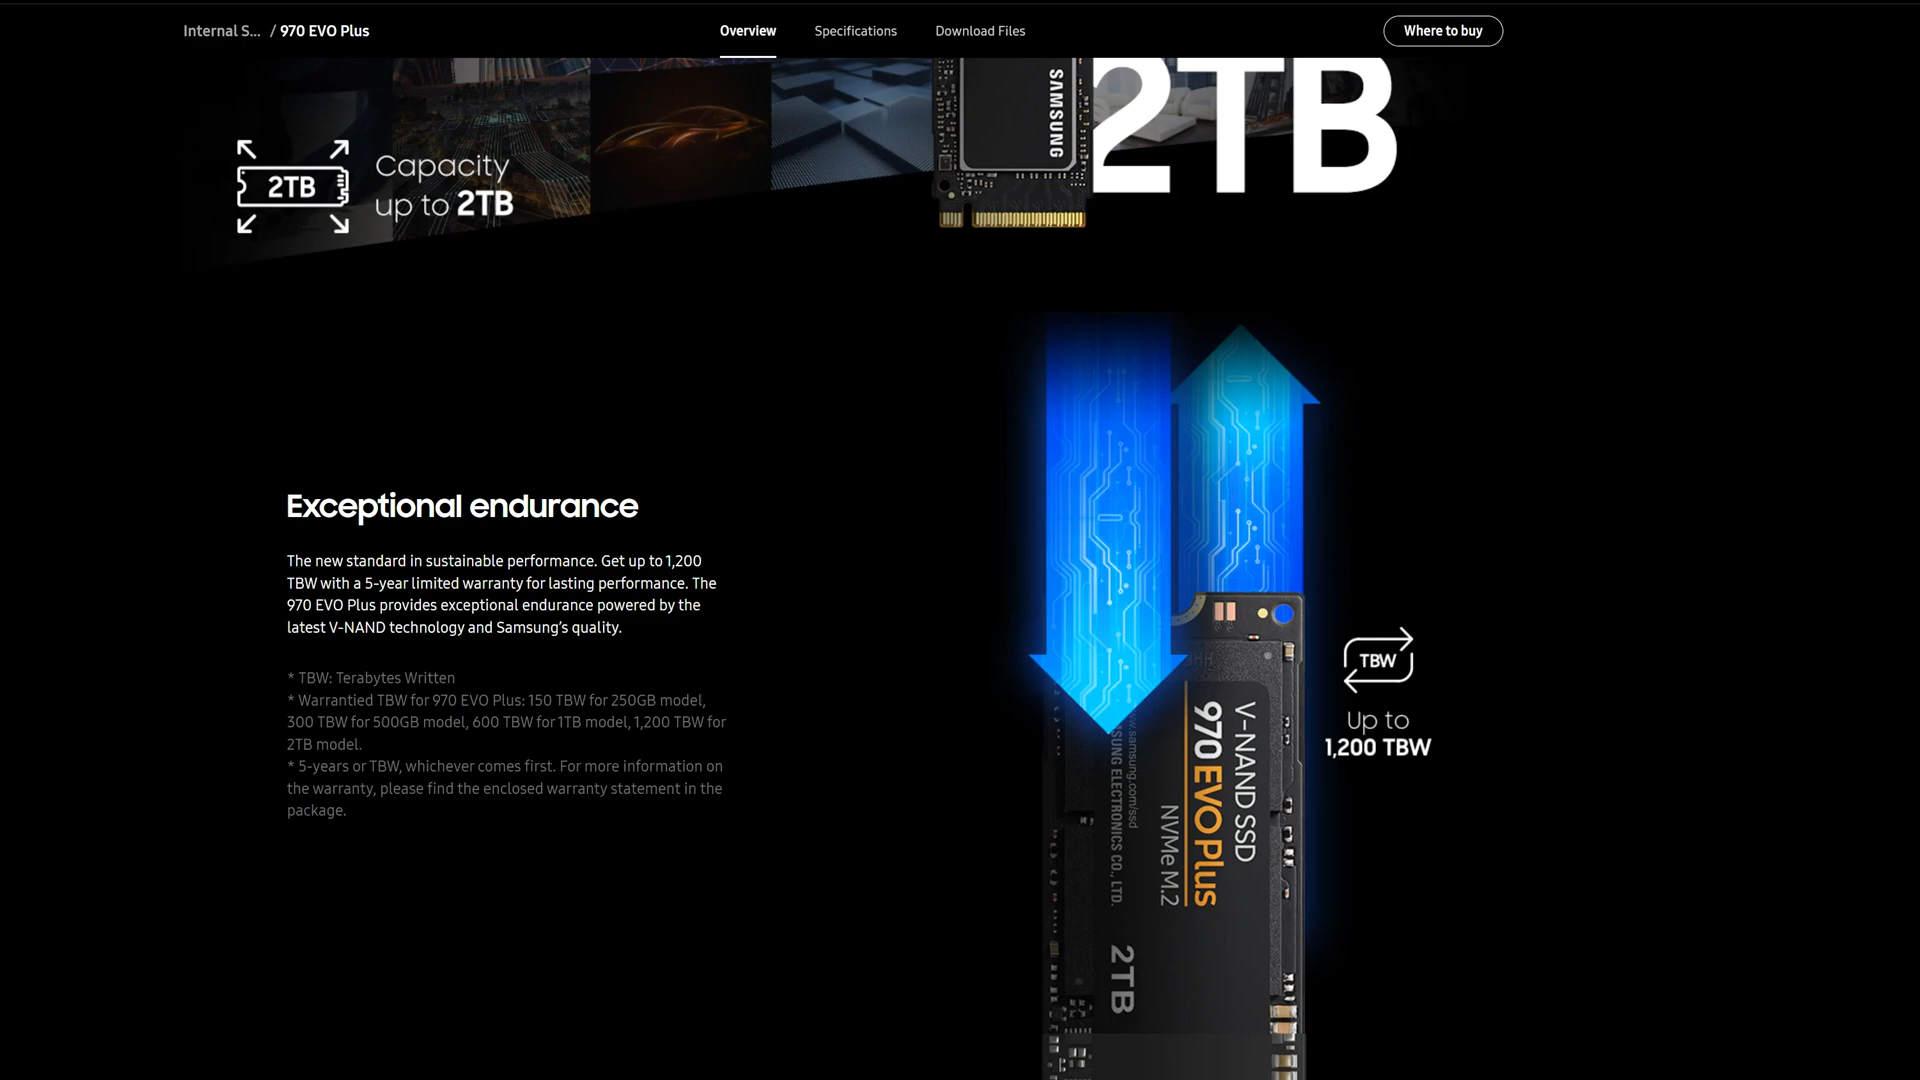 Internal S... / 970 EVO Plus
Overview
Specifications
Download Files
Where to buy
SAMSUNG
2TB
2TB
Capacity
up to 2TB
Exceptional endurance
The new standard in sustainable performance. Get up to 1,200
TBW with a 5-year limited warranty for lasting performance. The
970 EVO Plus provides exceptional endurance powered by the
latest V-NAND technology and Samsung’s quality.
* TBW: Terabytes Written
* Warrantied TBW for 970 EVO Plus: 150 TBW for 250GB model,
300 TBW for 500GB model, 600 TBW for 1TB model, 1,200 TBW for
2TB model.
* 5-years or TBW, whichever comes first. For more information on
the warranty, please find the enclosed warranty statement in the
package.
V-NAND SSD
970 EVO Plus
NVMe M.2
www.samsung.com/ssd
SUNG ELECTRONICS CO., LTD.
2TB
TBW
Up to
1,200 TBW